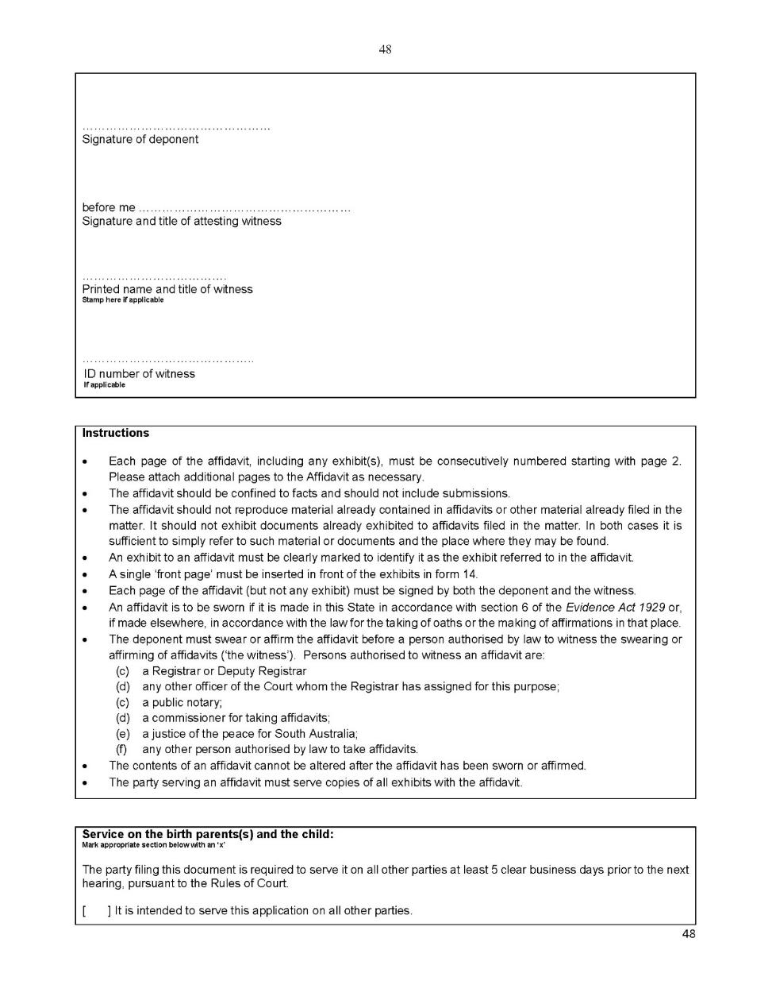 48
…………………………………………
Signature of deponent
before me ………………………………………………
Signature and title of attesting witness
……………………………….
Printed name and title of witness
Stamp here if applicable
……………………………………..
ID number of witness
If applicable
Instructions
• Each page of the affidavit, including any exhibit(s), must be consecutively numbered starting with page 2.
Please attach additional pages to the Affidavit as necessary.
• The affidavit should be confined to facts and should not include submissions.
• The affidavit should not reproduce material already contained in affidavits or other material already filed in the
matter. It should not exhibit documents already exhibited to affidavits filed in the matter. In both cases it is
sufficient to simply refer to such material or documents and the place where they may be found.
• An exhibit to an affidavit must be clearly marked to identify it as the exhibit referred to in the affidavit.
• A single ‘front page’ must be inserted in front of the exhibits in form 14.
• Each page of the affidavit (but not any exhibit) must be signed by both the deponent and the witness.
• An affidavit is to be sworn if it is made in this State in accordance with section 6 of the Evidence Act 1929 or,
if made elsewhere, in accordance with the law for the taking of oaths or the making of affirmations in that place.
• The deponent must swear or affirm the affidavit before a person authorised by law to witness the swearing or
affirming of affidavits (‘the witness’). Persons authorised to witness an affidavit are:
(c) a Registrar or Deputy Registrar
(d) any other officer of the Court whom the Registrar has assigned for this purpose;
(c) a public notary;
(d) a commissioner for taking affidavits;
(e) a justice of the peace for South Australia;
(f) any other person authorised by law to take affidavits.
• The contents of an affidavit cannot be altered after the affidavit has been sworn or affirmed.
• The party serving an affidavit must serve copies of all exhibits with the affidavit.
Service on the birth parents(s) and the child:
Mark appropriate section below with an ‘x’
The party filing this document is required to serve it on all other parties at least 5 clear business days prior to the next
hearing, pursuant to the Rules of Court.
[ ] It is intended to serve this application on all other parties.
48